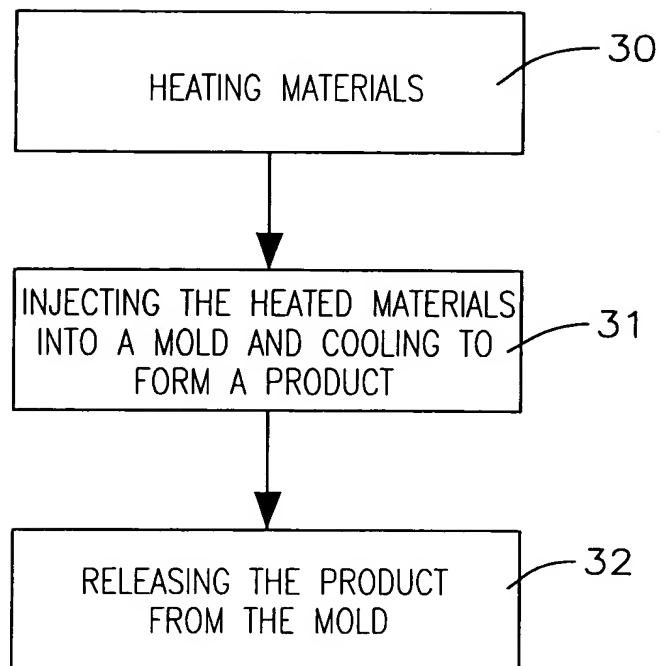 HEATING MATERIALS
30
INJECTING THE HEATED MATERIALS
INTO A MOLD AND COOLING TO
FORM A PRODUCT
31
RELEASING THE PRODUCT
FROM THE MOLD
32